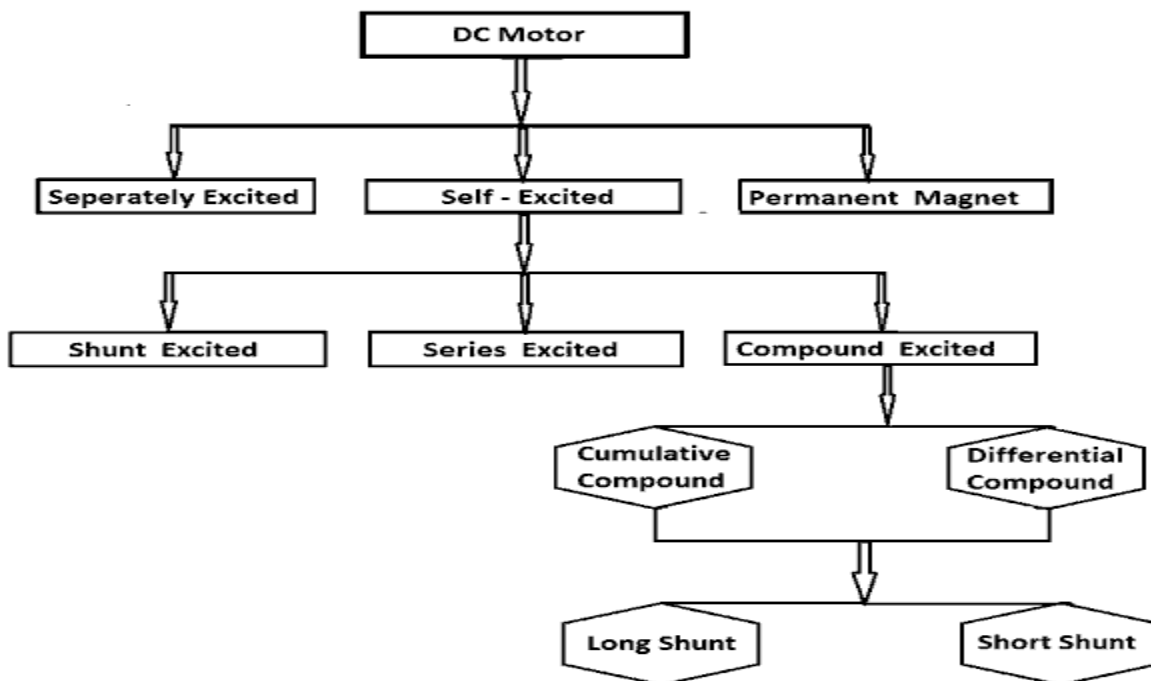 DC Motor
Seperately Excited
Self - Excited
Permanent Magnet
Shunt Excited
Series Excited
Compound Excited
Cumulative
Compound
Differential
Compound
Long Shunt
Short Shunt